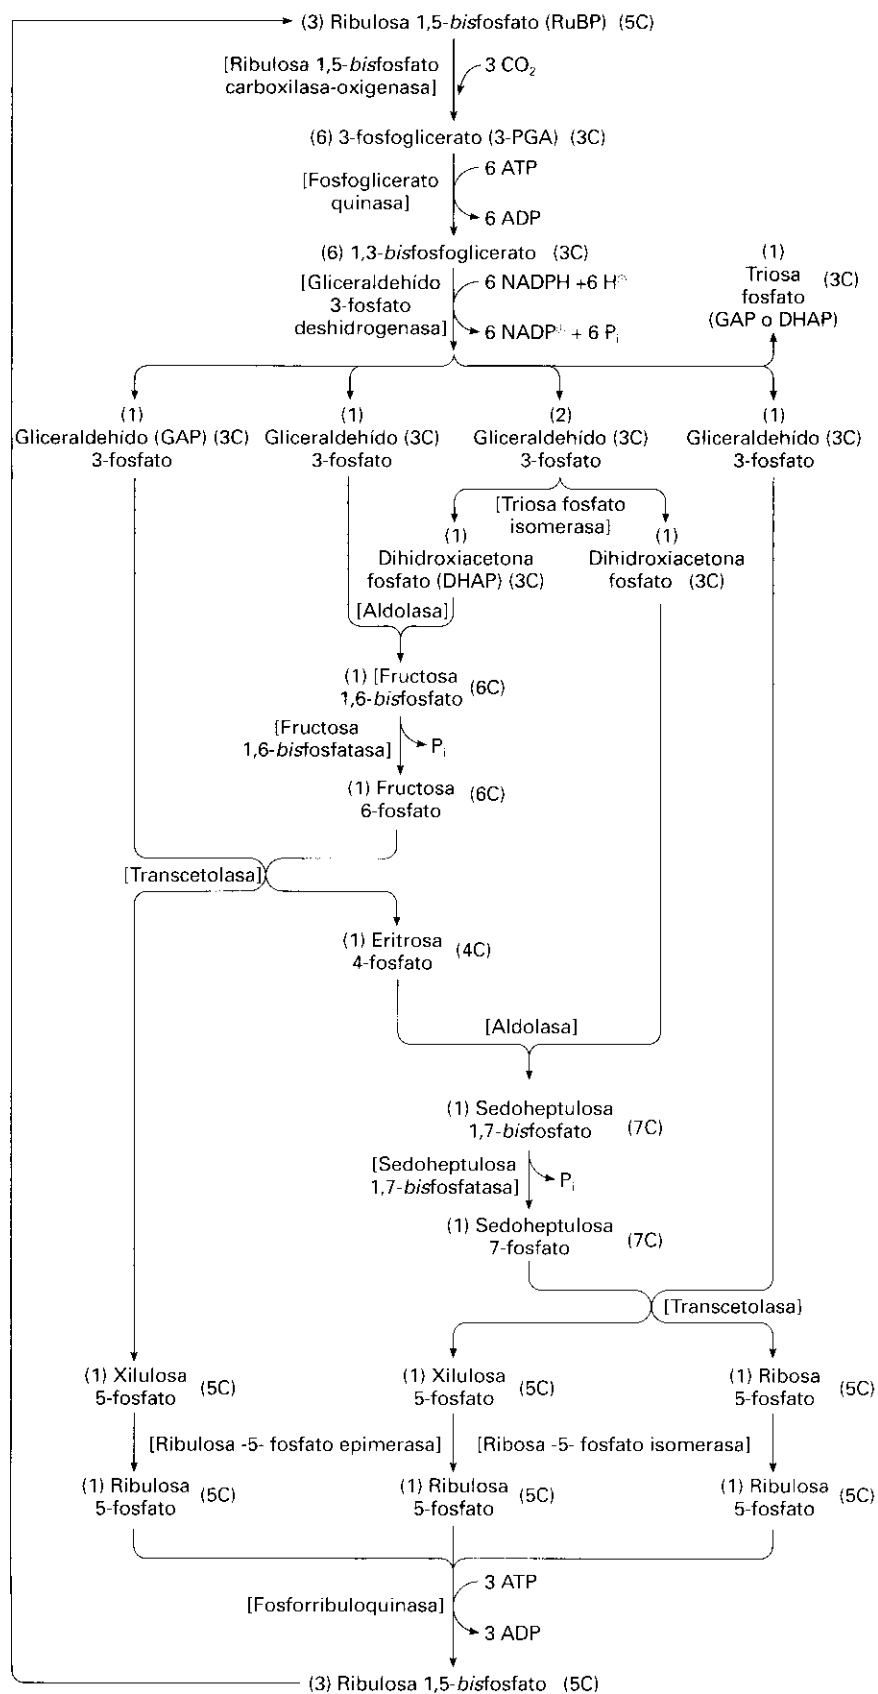 (3) Ribulosa 1,5-bisfosfato (RuBP) (5C)
[Ribulosa 1,5-bisfosfato
carboxilasa-oxigenasa]
3 CO₂
(6) 3-fosfoglicerato (3-PGA) (3C)
[Fosfoglicerato
quinasa]
6 ATP
6 ADP
(6) 1,3-bisfosfoglicerato (3C)
[Gliceraldehído
3-fosfato
deshidrogenasa]
6 NADPH +6 H⁺
6 NADP⁺ + 6 Pᵢ
(1)
Triosa (3C)
fosfato
(GAP o DHAP)
(1)
Gliceraldehído (GAP) (3C)
3-fosfato
(1)
Gliceraldehído (3C)
3-fosfato
(2)
Gliceraldehído (3C)
3-fosfato
(1)
Gliceraldehído (3C)
3-fosfato
[Triosa fosfato
isomerasa]
(1)
Dihidroxiacetona
fosfato (DHAP) (3C)
(1)
Dihidroxiacetona
fosfato (3C)
[Aldolasa]
(1) [Fructosa
1,6-bisfosfato (6C)
[Fructosa
1,6-bisfosfatasa]
Pᵢ
(1) Fructosa
6-fosfato (6C)
[Transcetolasa]
(1) Eritrosa
4-fosfato (4C)
[Aldolasa]
(1) Sedoheptulosa
1,7-bisfosfato (7C)
[Sedoheptulosa
1,7-bisfosfatasa]
Pᵢ
(1) Sedoheptulosa
7-fosfato (7C)
[Transcetolasa]
(1) Xilulosa
5-fosfato (5C)
(1) Xilulosa
5-fosfato (5C)
(1) Ribosa
5-fosfato (5C)
[Ribulosa -5- fosfato epimerasa]
[Ribosa -5- fosfato isomerasa]
(1) Ribulosa
5-fosfato (5C)
(1) Ribulosa
5-fosfato (5C)
(1) Ribulosa
5-fosfato (5C)
[Fosforribuloquinasa]
3 ATP
3 ADP
(3) Ribulosa 1,5-bisfosfato (5C)